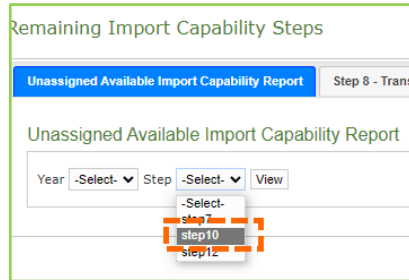 Remaining Import Capability Steps
Unassigned Available Import Capability Report Step 8 - Trans
Unassigned Available Import Capability Report
Year -Select- Step -Select- View
-Select-
step7
step10
step12